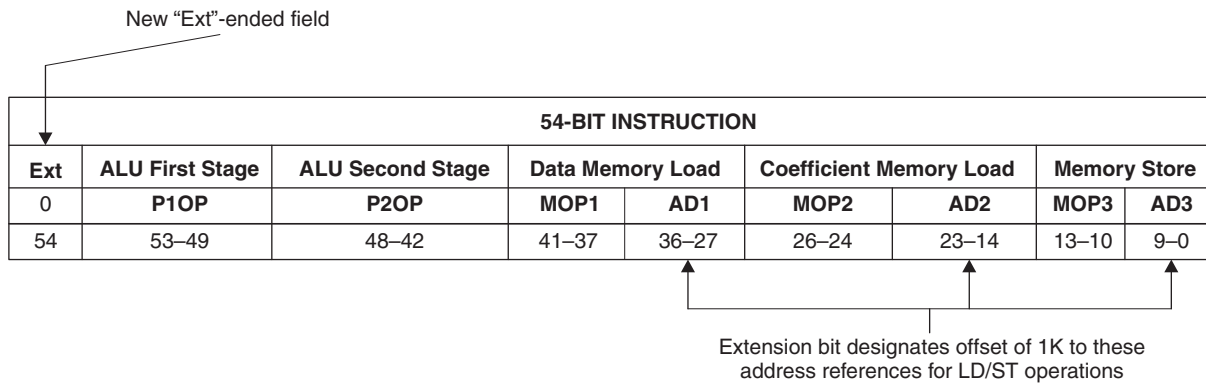 New “Ext”-ended field
54-BIT INSTRUCTION
Ext ALU First Stage ALU Second Stage Data Memory Load Coefficient Memory Load Memory Store
0 P1OP P2OP MOP1 AD1 MOP2 AD2 MOP3 AD3
54 53–49 48–42 41–37 36–27 26–24 23–14 13–10 9–0
Extension bit designates offset of 1K to these
address references for LD/ST operations